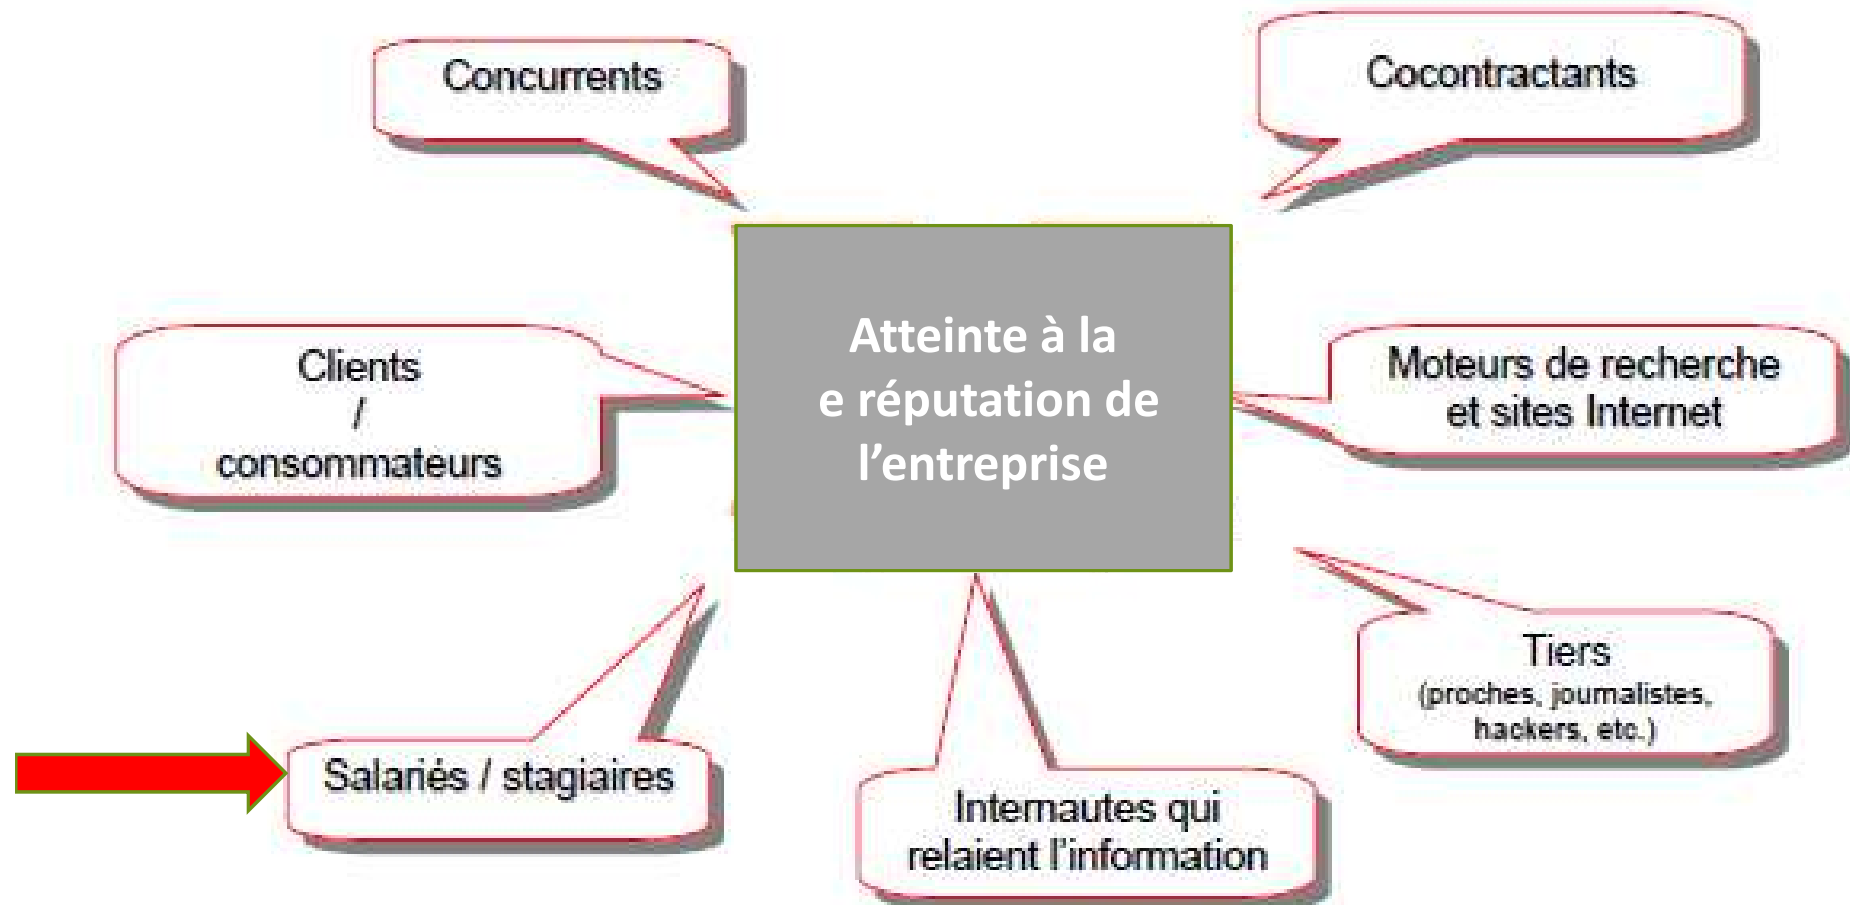 Concurrents
Cocontractants
Atteinte à la
e réputation de
l’entreprise
Clients
/
consommateurs
Moteurs de recherche
et sites Internet
Tiers
(proches, journalistes,
hackers, etc.)
Salariés / stagiaires
Internautes qui
relaient l’information